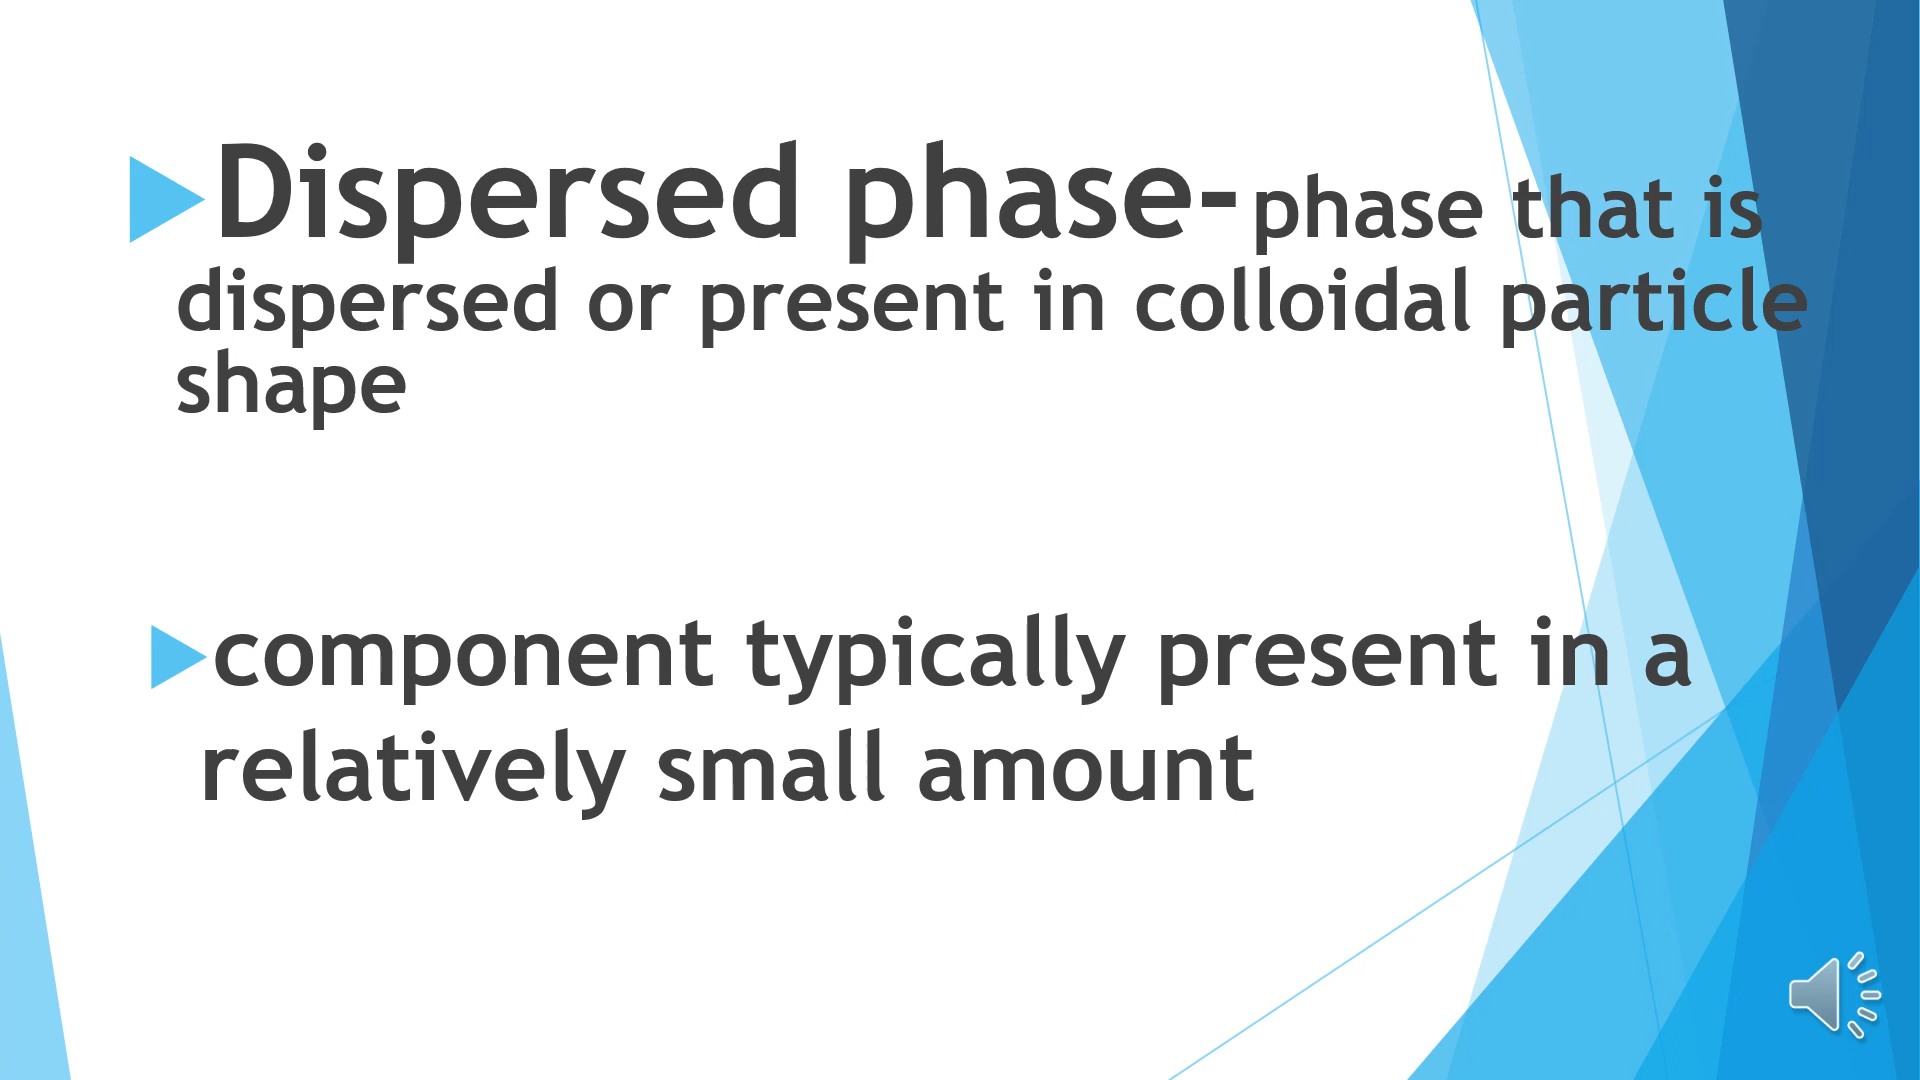 Dispersed phase- phase that is
dispersed or present in colloidal particle
shape
component typically present in a
relatively small amount